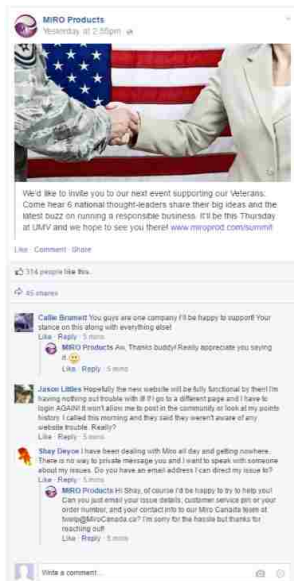 MiRO Products
Yesterday at 2:55pm
We'd like to invite you to our next event supporting our Veterans.
Come hear 6 national thought-leaders share their big ideas and the
latest buzz on running a responsible business. It'll be this Thursday
at UMV and we hope to see you there! www.miroprod.com/summit
Like Comment Share
314 people like this.
45 shares
Callie Bramett You guys are one company I'll be happy to support! Your
stance on this along with everything else!
Like · Reply · 5 mins
MiRO Products Aw, Thanks buddy! Really appreciate you saying
it.
Like · Reply · 5 mins
Jason Littles Hopefully the new website will be fully functional by then! I'm
having nothing but trouble with it! If I go to a different page and I have to
login AGAIN! It won't allow me to post in the community or look at my points
history. I called this morning and they said they weren't aware of any
website trouble. Really?
Like · Reply · 5 mins
Shay Deyoe I have been dealing with Miro all day and getting nowhere.
There is no way to private message you and I want to speak with someone
about my issues. Do you have an email address I can direct my issue to?
Like · Reply · 5 mins
MiRO Products Hi Shay, of course I'd be happy to try to help you!
Can you just email your issue details, customer service pin or your
order number, and your contact info to our Miro Canada team at
I'm sorry for the hassle but thanks for
reaching out!
Like · Reply · 5 mins
Write a comment...